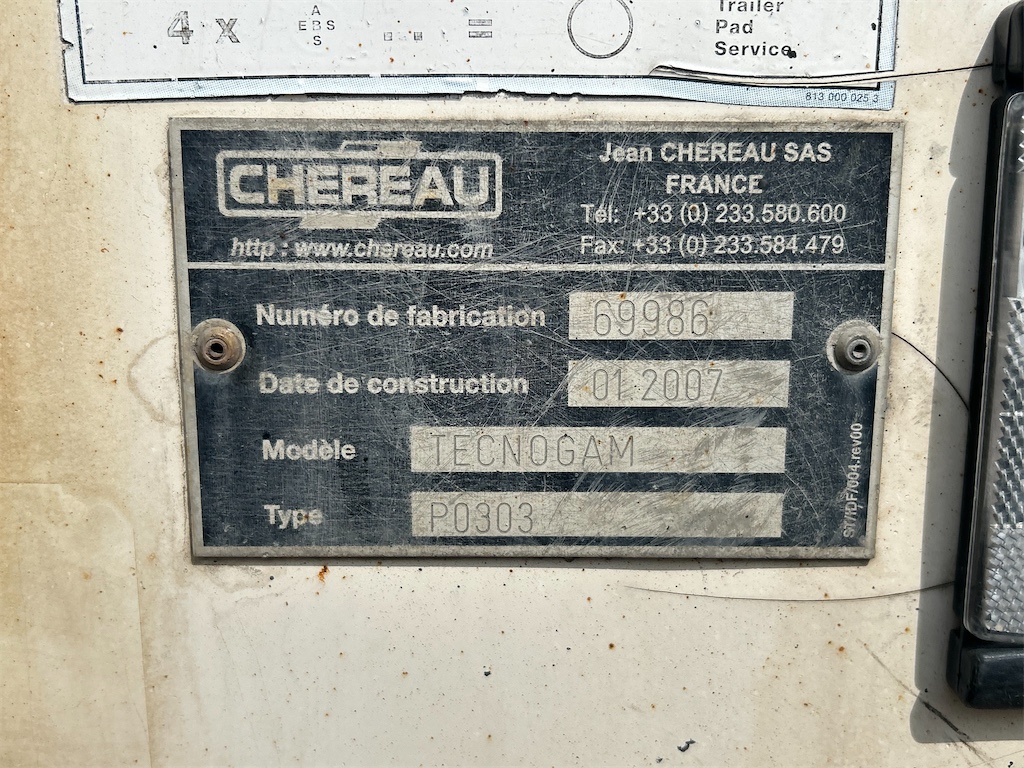 4 x
A
EBS
S
=
Trailer
Pad
Service
813 000 025 3
CHEREAU
http : www.chereau.com
Jean CHEREAU SAS
FRANCE
Tél: +33 (0) 233.580.600
Fax: +33 (0) 233.584.479
Numéro de fabrication 69986
Date de construction 01.2007
Modèle TECNOGAM
Type P0303
ST/IDF/004.rev00